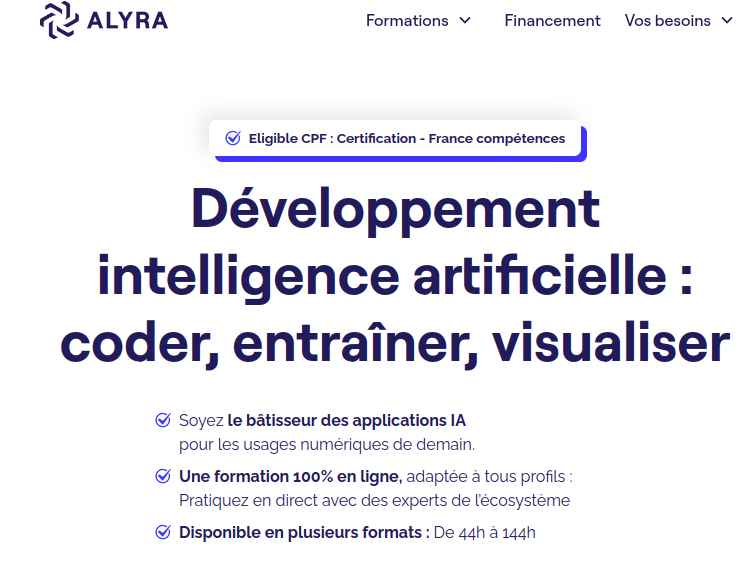 ALYRA
Formations
Financement
Vos besoins
Eligible CPF : Certification - France compétences
Développement
intelligence artificielle :
coder, entraîner, visualiser
Soyez le bâtisseur des applications IA
pour les usages numériques de demain.
Une formation 100% en ligne, adaptée à tous profils :
Pratiquez en direct avec des experts de l'écosystème
Disponible en plusieurs formats : De 44h à 144h